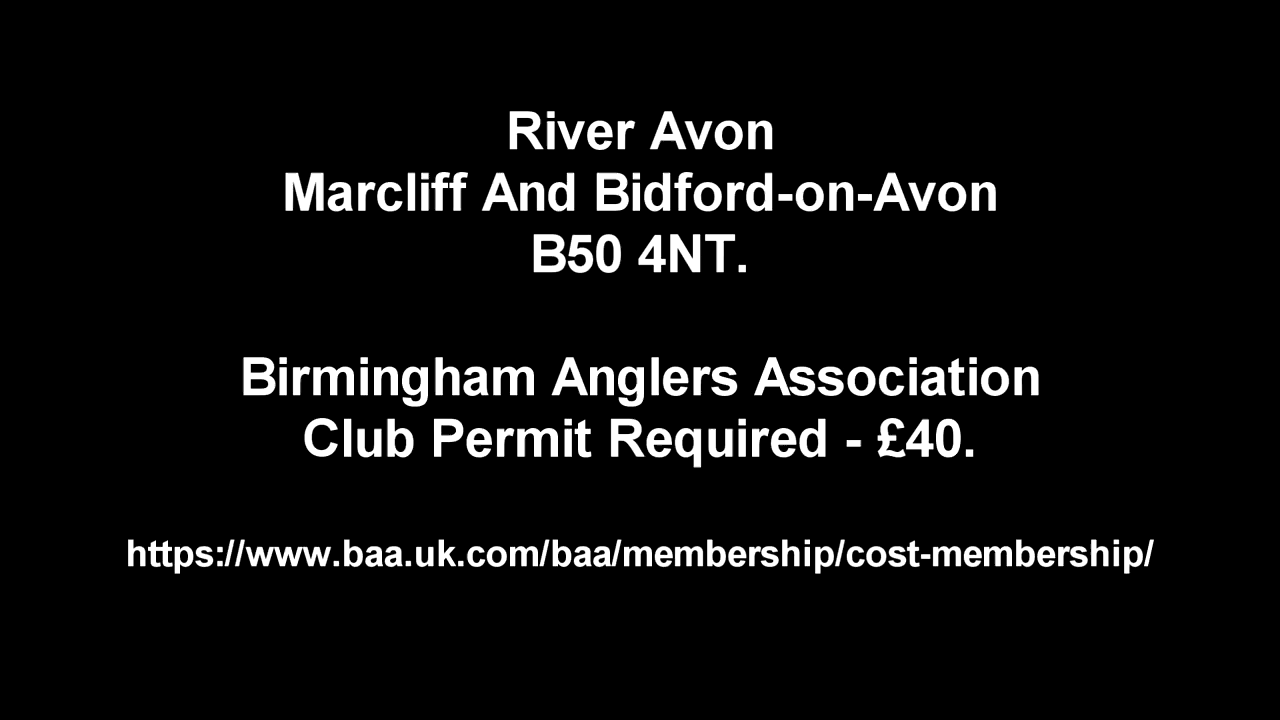 River Avon
Marcliff And Bidford-on-Avon
B50 4NT.
Birmingham Anglers Association
Club Permit Required - £40.
https://www.baa.uk.com/baa/membership/cost-membership/